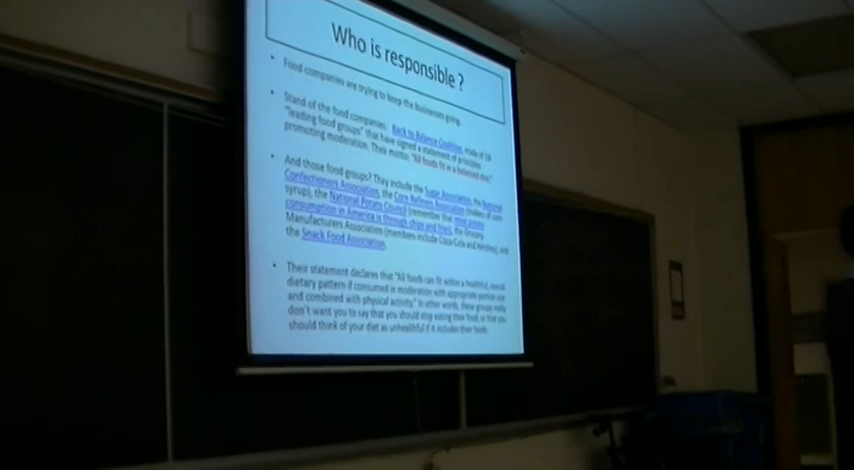 Who is responsible ?
• Food companies are trying to keep the businesses going.
• Stand of the food companies: Back to Balance Coalition, made of 18
"leading food groups" that have signed a statement of principles
promoting moderation. Their motto: "All foods fit in a balanced diet."
• And those food groups? They include the Sugar Association, the National
Confectioners Association, the Corn Refiners Association (makers of corn
syrup), the National Potato Council (remember that most potato
consumption in America is through chips and fries), the Grocery
Manufacturers Association (members include Coca-Cola and Hershey), and
the Snack Food Association.
• Their statement declares that "All foods can fit within a healthful, overall
dietary pattern if consumed in moderation with appropriate portion size
and combined with physical activity." In other words, these groups really
don't want you to say that you should stop eating their food, or that you
should think of your diet as unhealthful if it includes their foods.